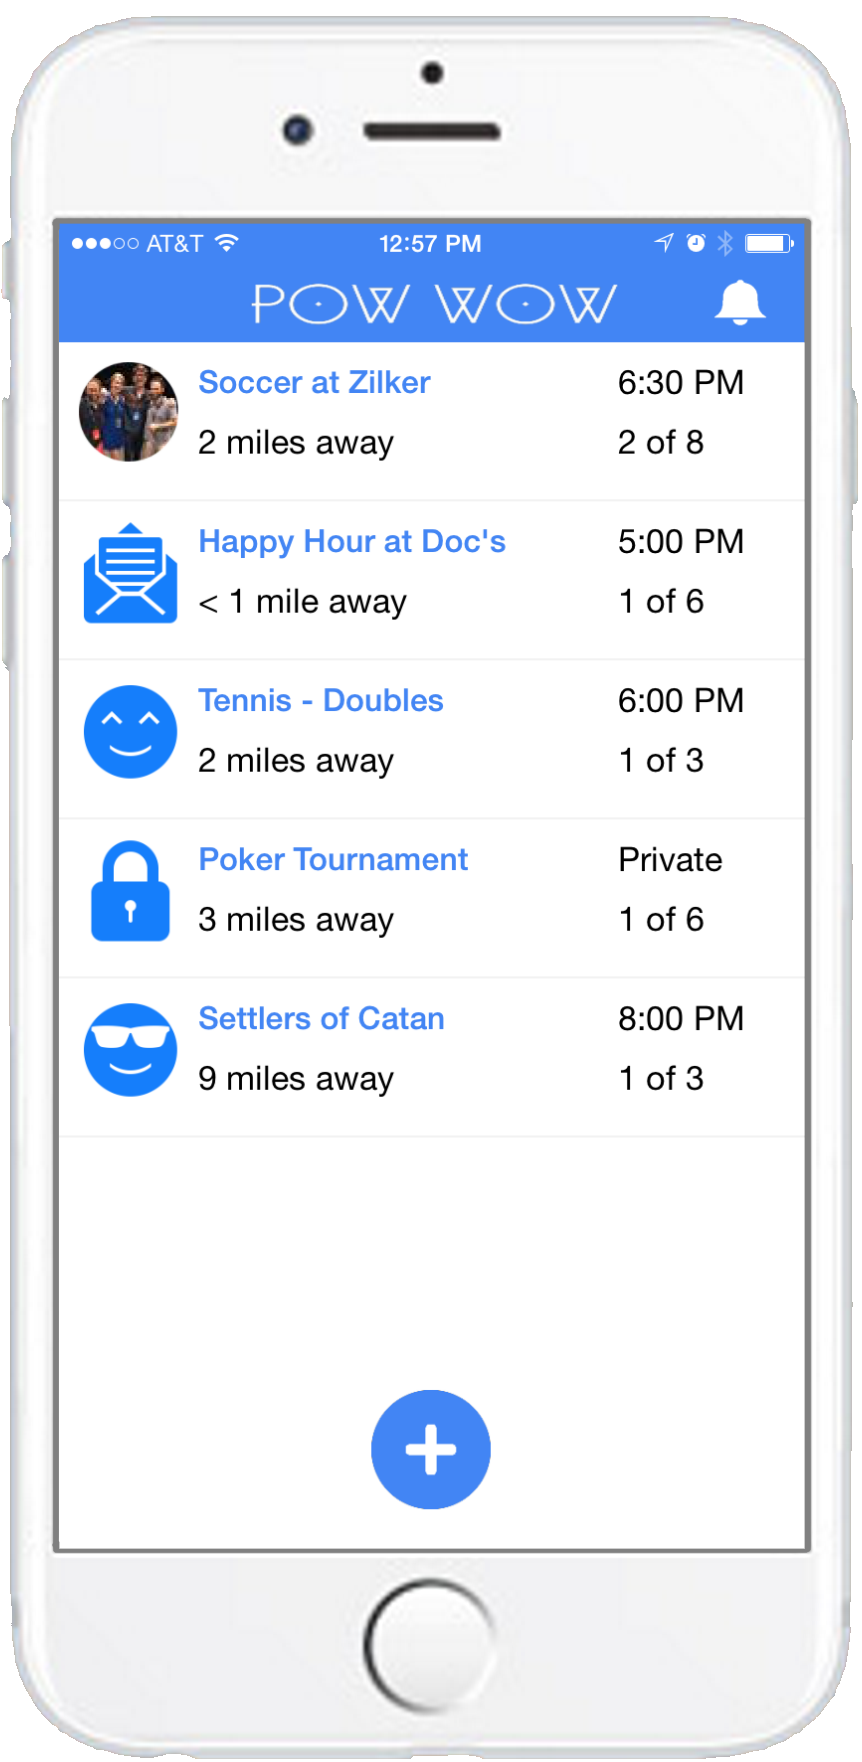 AT&T 12:57 PM
POW WOW
Soccer at Zilker 6:30 PM
2 miles away 2 of 8
Happy Hour at Doc's 5:00 PM
< 1 mile away 1 of 6
Tennis - Doubles 6:00 PM
2 miles away 1 of 3
Poker Tournament Private
3 miles away 1 of 6
Settlers of Catan 8:00 PM
9 miles away 1 of 3